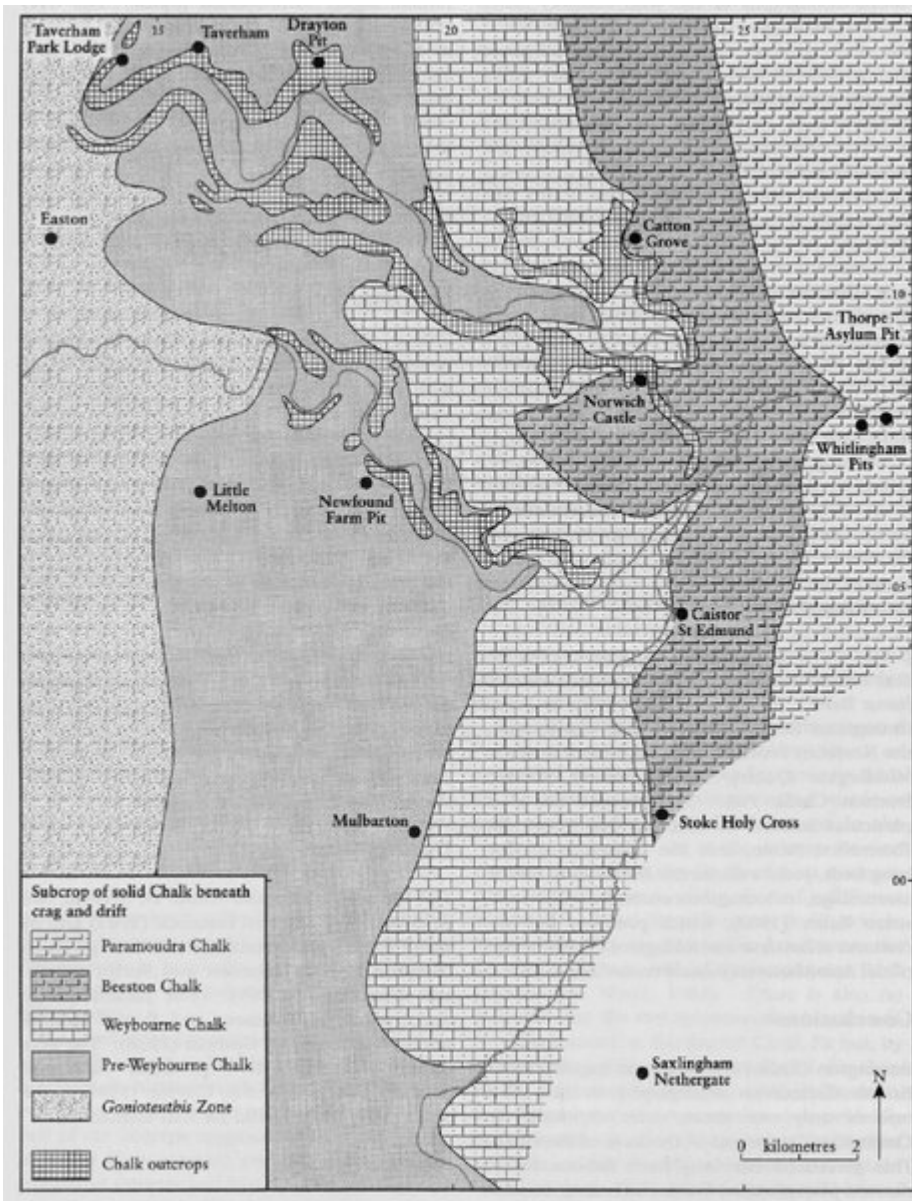 Taverham
Park Lodge
15
Taverham
Drayton
Pit
20
25
Easton
Catton
Grove
10
Thorpe
Asylum Pit
Norwich
Castle
Whitlingham
Pits
Little
Melton
Newfound
Farm Pit
05
Caistor
St Edmund
Mulbarton
Stoke Holy Cross
00
Subcrop of solid Chalk beneath
crag and drift
Paramoudra Chalk
Beeston Chalk
Weybourne Chalk
Pre-Weybourne Chalk
Gonioteuthis Zone
Chalk outcrops
Saxlingham
Nethergate
N
kilometres 2